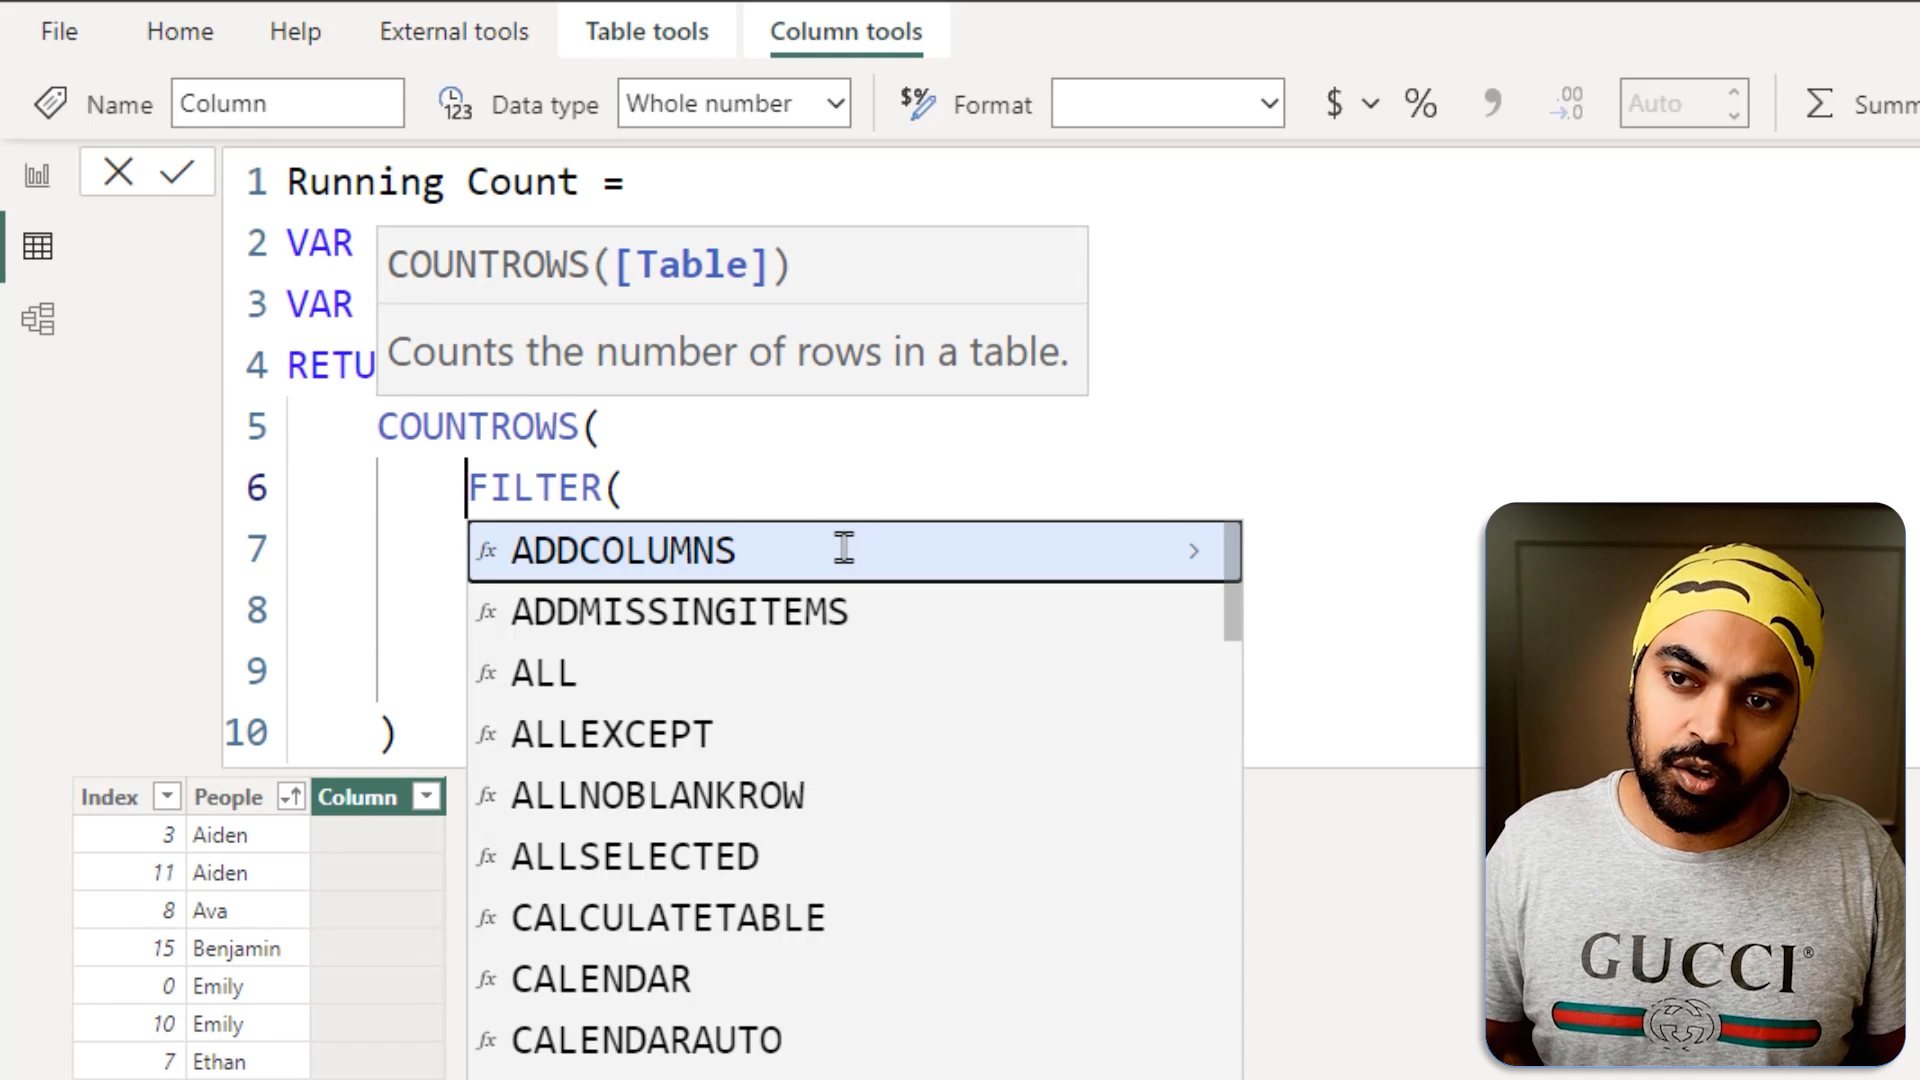 File Home Help External tools Table tools Column tools
Name Column Data type Whole number Format $ % Auto Summ
1 Running Count =
2 VAR
3 VAR
4 RETU
COUNTROWS([Table])
Counts the number of rows in a table.
5 COUNTROWS(
6 FILTER(
7
8
9
10 )
ADDCOLUMNS
ADDMISSINGITEMS
ALL
ALLEXCEPT
ALLNOBLANKROW
ALLSELECTED
CALCULATETABLE
CALENDAR
CALENDARAUTO
Index People Column
3 Aiden
11 Aiden
8 Ava
15 Benjamin
0 Emily
10 Emily
7 Ethan
GUCCI®